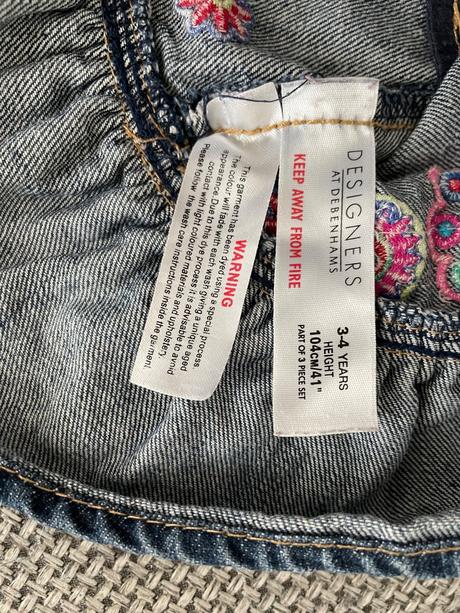 WARNING
This garment has been dyed using a special process
The colour will fade with each wash giving a unique aged
appearance.Due to the dye process it is advisable to avoid
contact with light coloured materials and upholstery.
Please follow the wash care instructions inside the garment.
DESIGNERS
AT DEBENHAMS
KEEP AWAY FROM FIRE
3-4 YEARS
HEIGHT
104CM/41"
PART OF 3 PIECE SET